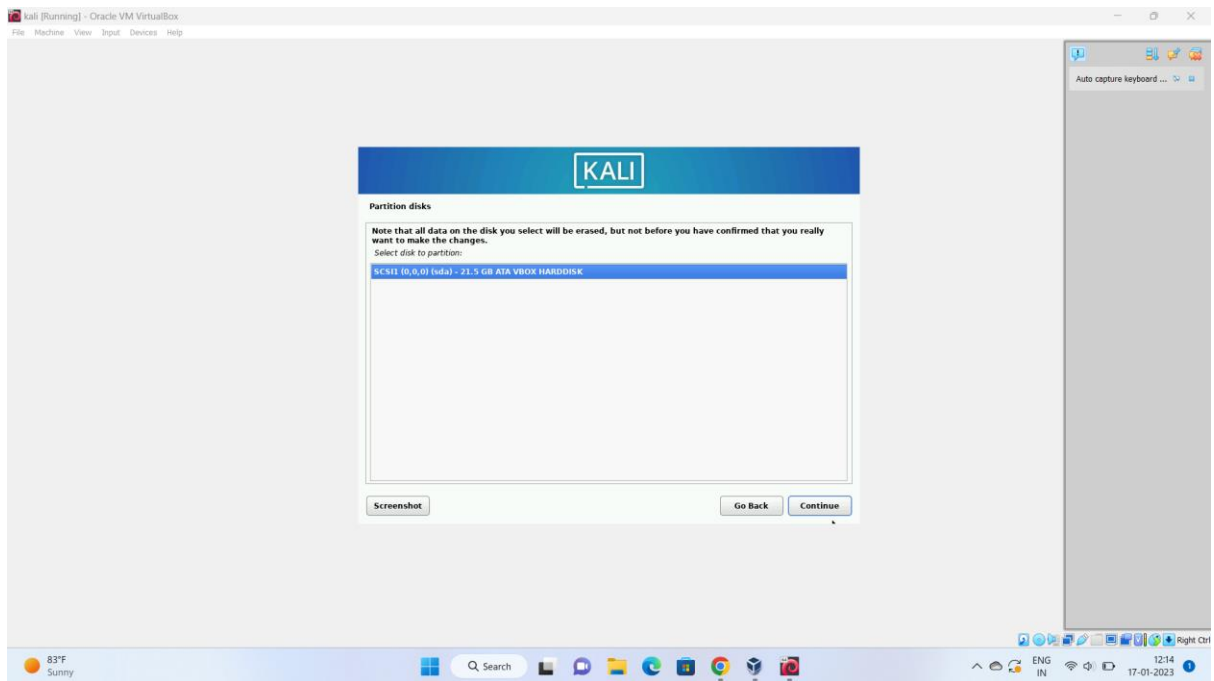 kali [Running] - Oracle VM VirtualBox
File Machine View Input Devices Help
Auto capture keyboard ...
KALI
Partition disks
Note that all data on the disk you select will be erased, but not before you have confirmed that you really
want to make the changes.
Select disk to partition:
SCSI1 (0,0,0) (sda) - 21.5 GB ATA VBOX HARDDISK
Screenshot
Go Back
Continue
Right Ctrl
83°F
Sunny
Search
ENG
IN
12:14
17-01-2023
1